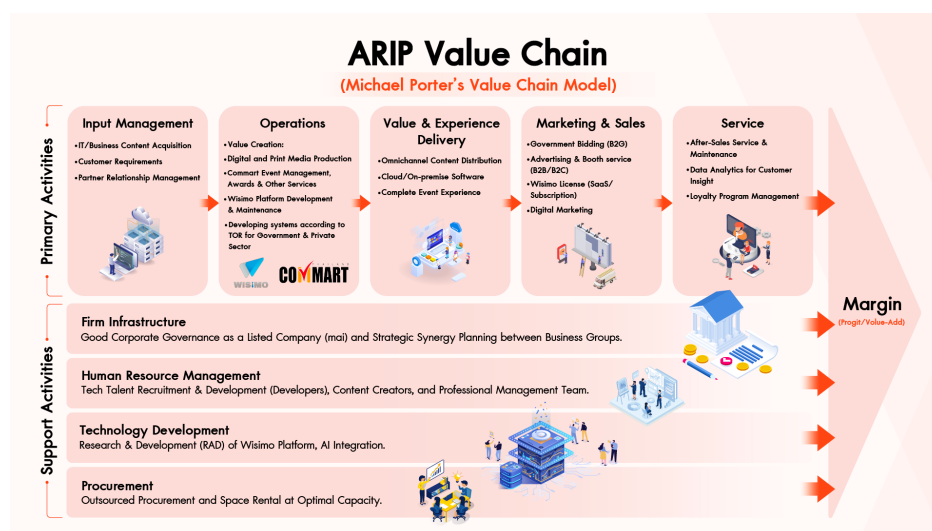 ARIP Value Chain
(Michael Porter's Value Chain Model)
Primary Activities
Input Management
•IT/Business Content Acquisition
•Customer Requirements
•Partner Relationship Management
Operations
•Value Creation:
•Digital and Print Media Production
•Commart Event Management,
Awards & Other Services
•Wisimo Platform Development
& Maintenance
•Developing systems according to
TOR for Government & Private
Sector
WISIMO
COMMART
Value & Experience
Delivery
•Omnichannel Content Distribution
•Cloud/On-premise Software
•Complete Event Experience
Marketing & Sales
•Government Bidding (B2G)
•Advertising & Booth service
(B2B/B2C)
•Wisimo License (SaaS/
Subscription)
•Digital Marketing
Service
•After-Sales Service &
Maintenance
•Data Analytics for Customer
Insight
•Loyalty Program Management
Support Activities
Firm Infrastructure
Good Corporate Governance as a Listed Company (mai) and Strategic Synergy Planning between Business Groups.
Human Resource Management
Tech Talent Recruitment & Development (Developers), Content Creators, and Professional Management Team.
Technology Development
Research & Development (RAD) of Wisimo Platform, AI Integration.
Procurement
Outsourced Procurement and Space Rental at Optimal Capacity.
Margin
(Progit/Volue-Add)